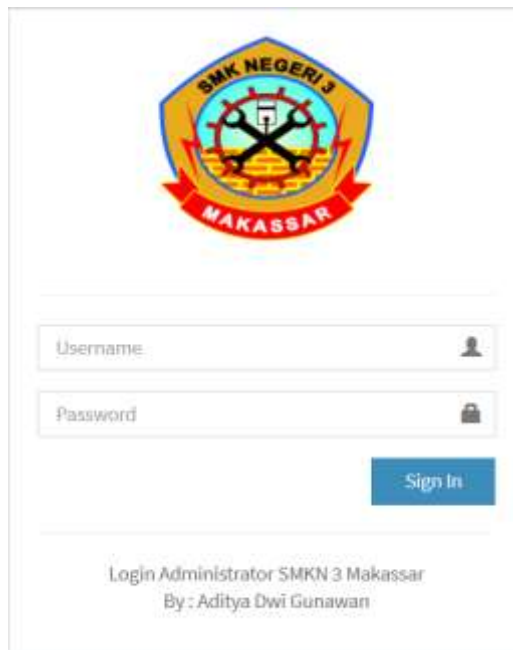 SMK NEGERI 3
MAKASSAR
Username
Password
Sign In
Login Administrator SMKN 3 Makassar
By : Aditya Dwi Gunawan